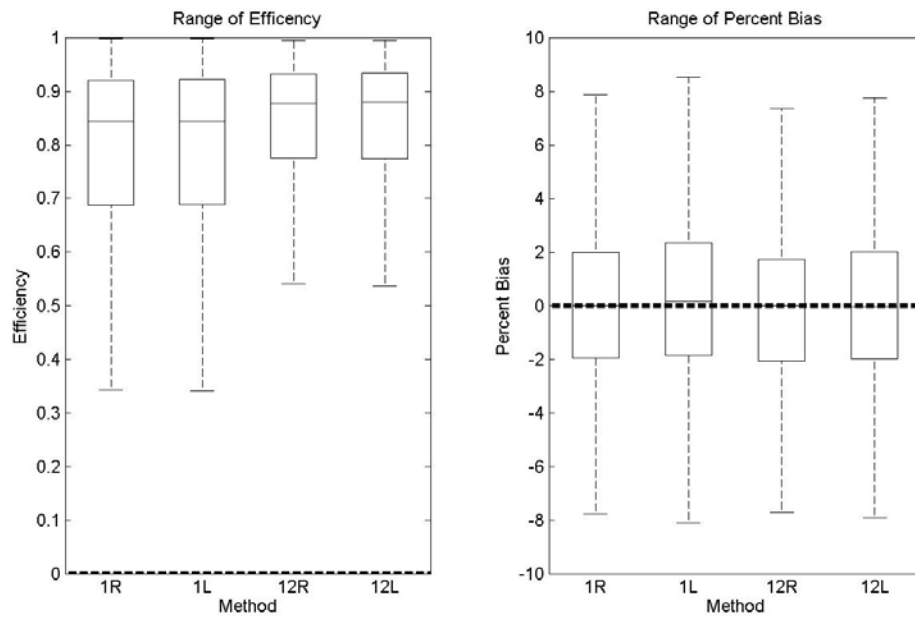 Range of Efficency
1
0.9
0.8
0.7
0.6
0.5
0.4
0.3
0.2
0.1
0
Efficiency
1R 1L 12R 12L
Method
Range of Percent Bias
10
8
6
4
2
0
-2
-4
-6
-8
-10
Percent Bias
1R 1L 12R 12L
Method